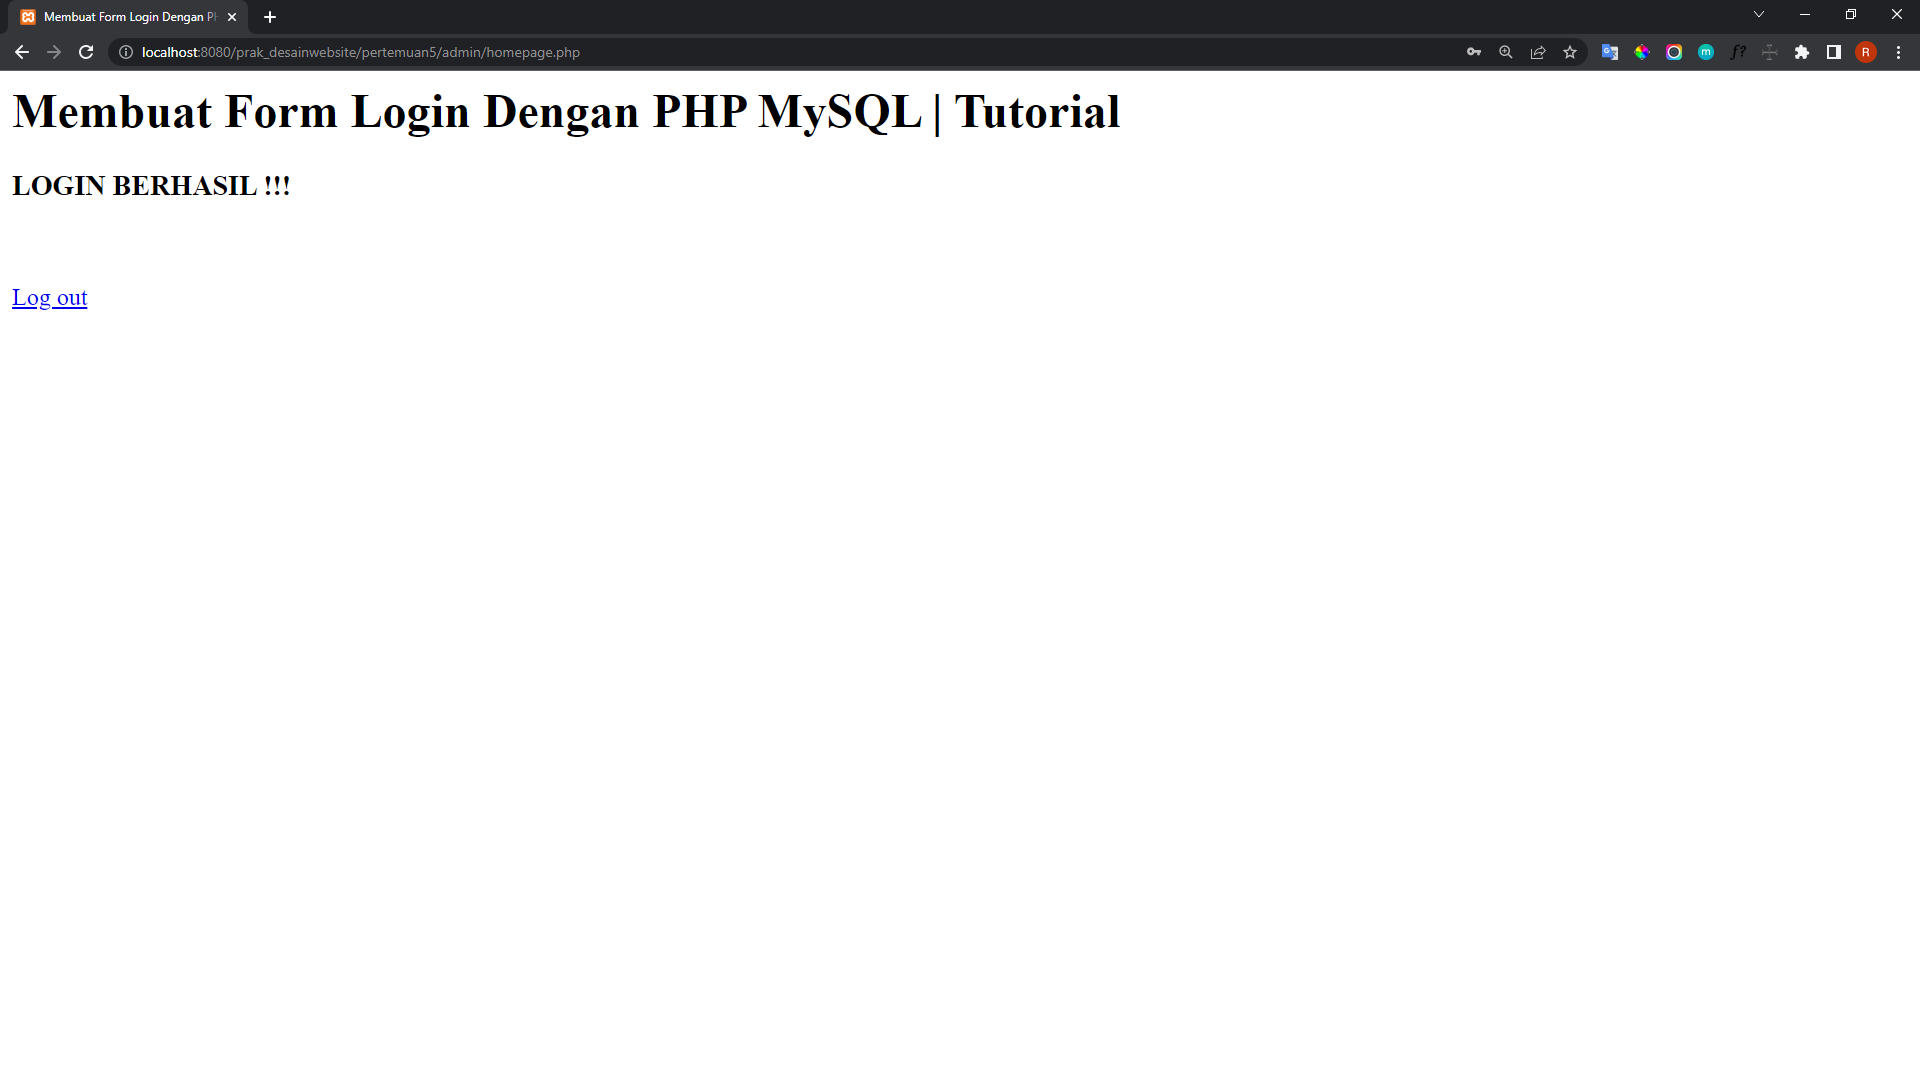 Membuat Form Login Dengan PH
localhost:8080/prak_desainwebsite/pertemuan5/admin/homepage.php
m
f?
R
Membuat Form Login Dengan PHP MySQL | Tutorial
LOGIN BERHASIL !!!
Log out